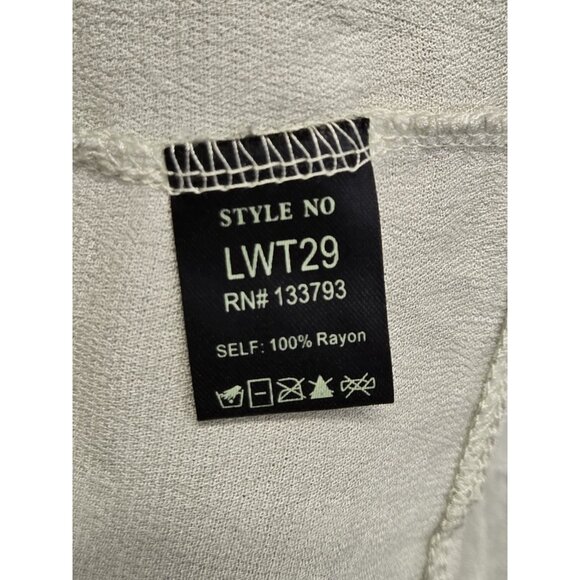 STYLE NO
LWT29
RN# 133793
SELF: 100% Rayon